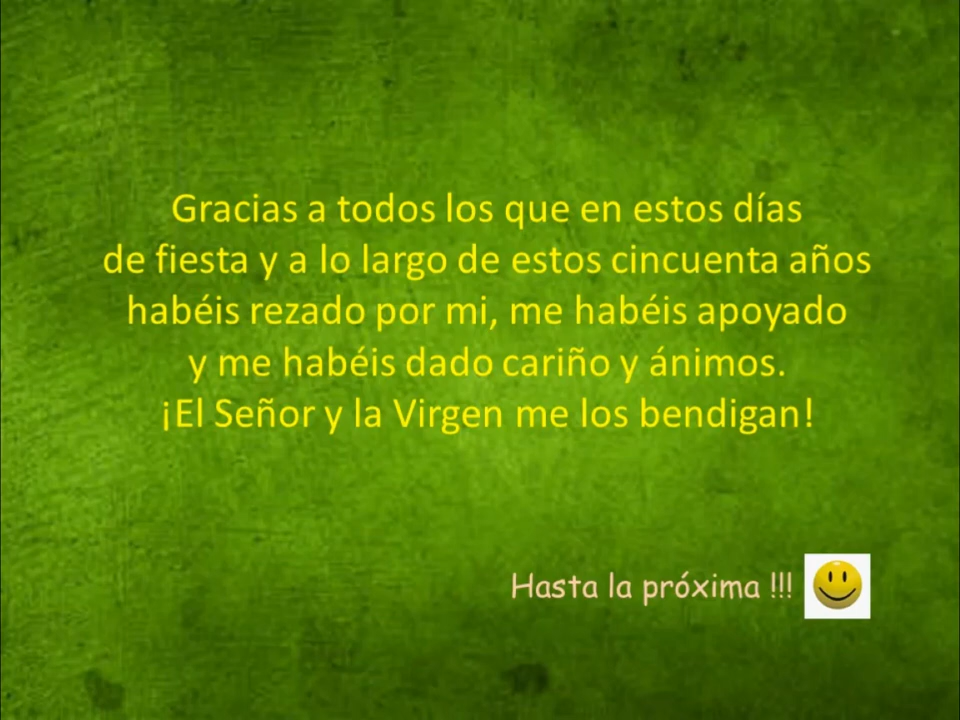 Gracias a todos los que en estos días
de fiesta y a lo largo de estos cincuenta años
habéis rezado por mi, me habéis apoyado
y me habéis dado cariño y ánimos.
¡El Señor y la Virgen me los bendigan!
Hasta la próxima !!!